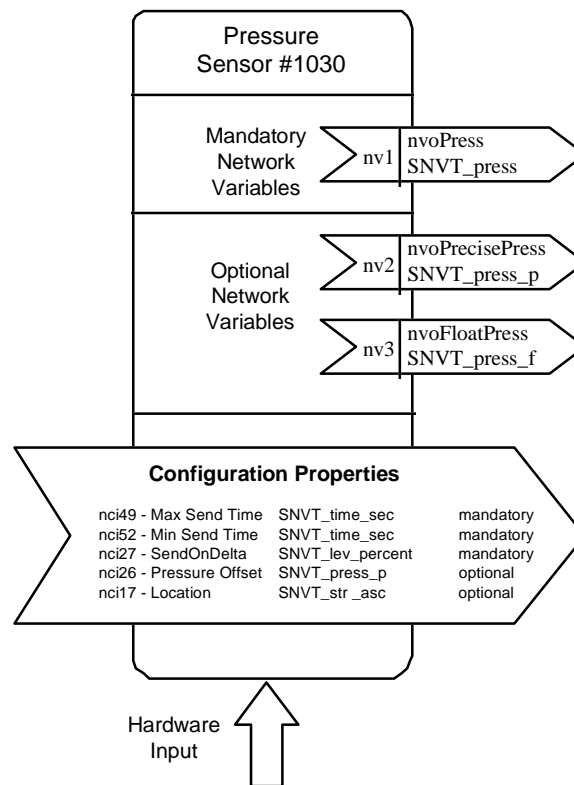 Pressure
Sensor #1030
Mandatory
Network
Variables
nv1
nvoPress
SNVT_press
Optional
Network
Variables
nv2
nvoPrecisePress
SNVT_press_p
nv3
nvoFloatPress
SNVT_press_f
Configuration Properties
nci49 - Max Send Time SNVT_time_sec mandatory
nci52 - Min Send Time SNVT_time_sec mandatory
nci27 - SendOnDelta SNVT_lev_percent mandatory
nci26 - Pressure Offset SNVT_press_p optional
nci17 - Location SNVT_str _asc optional
Hardware
Input